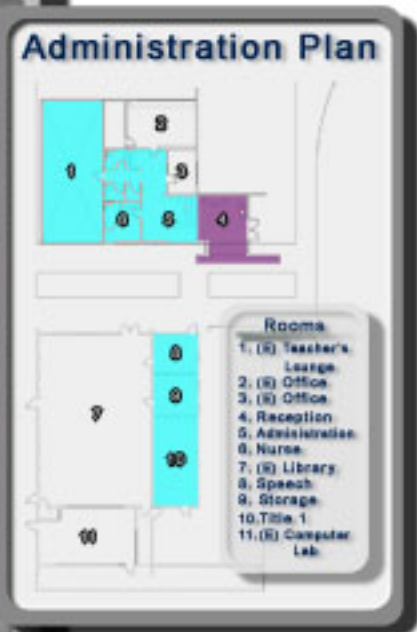 Administration Plan
2
1
3
6
5
4
Rooms
1. (E) Teacher's
Lounge
2. (E) Office
3. (E) Office
4. Reception
5. Administration
6. Nurse
7. (E) Library
8. Speech
9. Storage
10. Title 1
11. (E) Computer
Lab
8
9
7
10
11